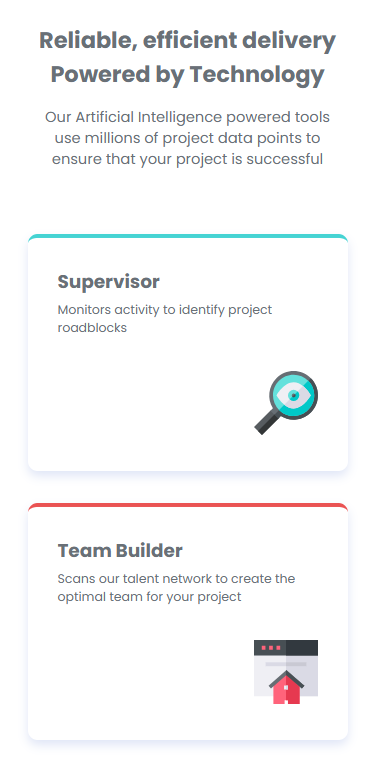 Reliable, efficient delivery
Powered by Technology
Our Artificial Intelligence powered tools
use millions of project data points to
ensure that your project is successful
Supervisor
Monitors activity to identify project
roadblocks
Team Builder
Scans our talent network to create the
optimal team for your project